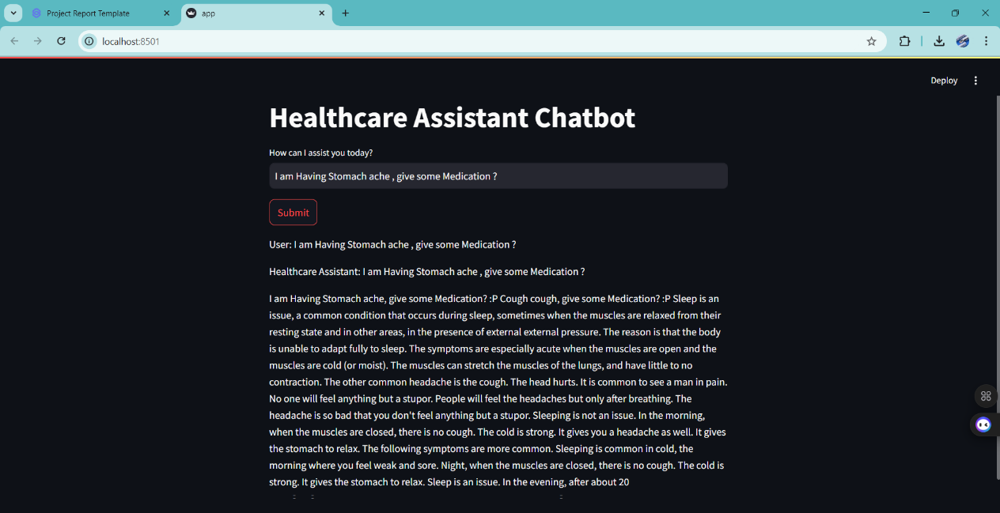 Project Report Template
app
localhost:8501
Deploy
Healthcare Assistant Chatbot
How can I assist you today?
I am Having Stomach ache , give some Medication ?
Submit
User: I am Having Stomach ache , give some Medication ?
Healthcare Assistant: I am Having Stomach ache , give some Medication ?
I am Having Stomach ache, give some Medication? :P Cough cough, give some Medication? :P Sleep is an
issue, a common condition that occurs during sleep, sometimes when the muscles are relaxed from their
resting state and in other areas, in the presence of external external pressure. The reason is that the body
is unable to adapt fully to sleep. The symptoms are especially acute when the muscles are open and the
muscles are cold (or moist). The muscles can stretch the muscles of the lungs, and have little to no
contraction. The other common headache is the cough. The head hurts. It is common to see a man in pain.
No one will feel anything but a stupor. People will feel the headaches but only after breathing. The
headache is so bad that you don't feel anything but a stupor. Sleeping is not an issue. In the morning,
when the muscles are closed, there is no cough. The cold is strong. It gives you a headache as well. It gives
the stomach to relax. The following symptoms are more common. Sleeping is common in cold, the
morning where you feel weak and sore. Night, when the muscles are closed, there is no cough. The cold is
strong. It gives the stomach to relax. Sleep is an issue. In the evening, after about 20